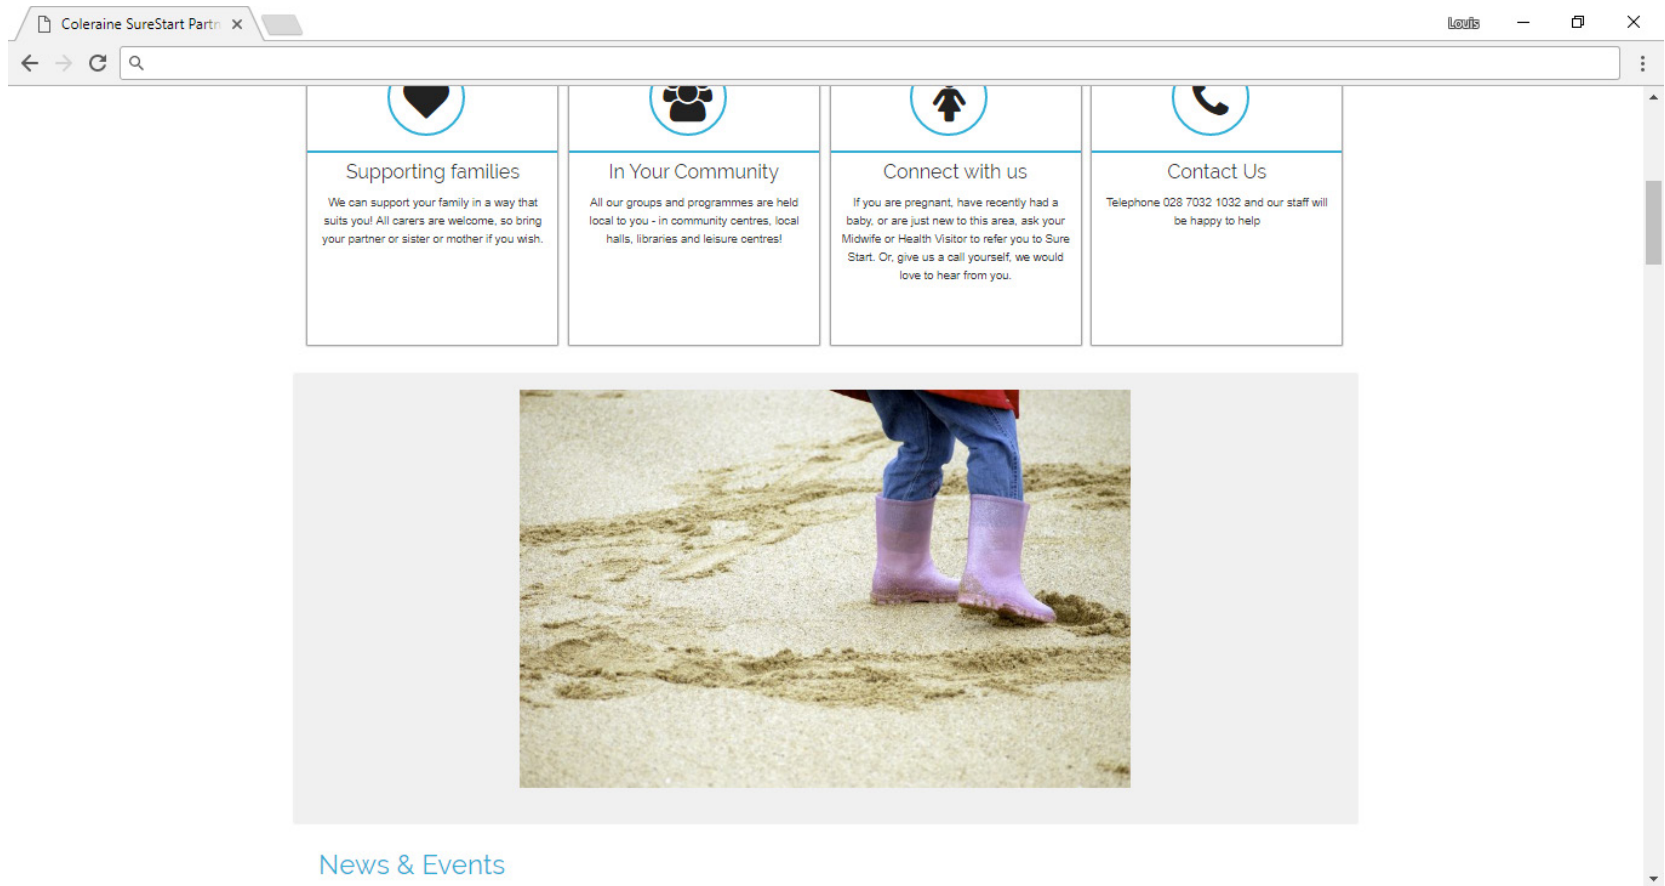 Coleraine SureStart Partn
Louis
Supporting families
We can support your family in a way that
suits you! All carers are welcome, so bring
your partner or sister or mother if you wish.
In Your Community
All our groups and programmes are held
local to you - in community centres, local
halls, libraries and leisure centres!
Connect with us
If you are pregnant, have recently had a
baby, or are just new to this area, ask your
Midwife or Health Visitor to refer you to Sure
Start. Or, give us a call yourself, we would
love to hear from you.
Contact Us
Telephone 028 7032 1032 and our staff will
be happy to help
News & Events